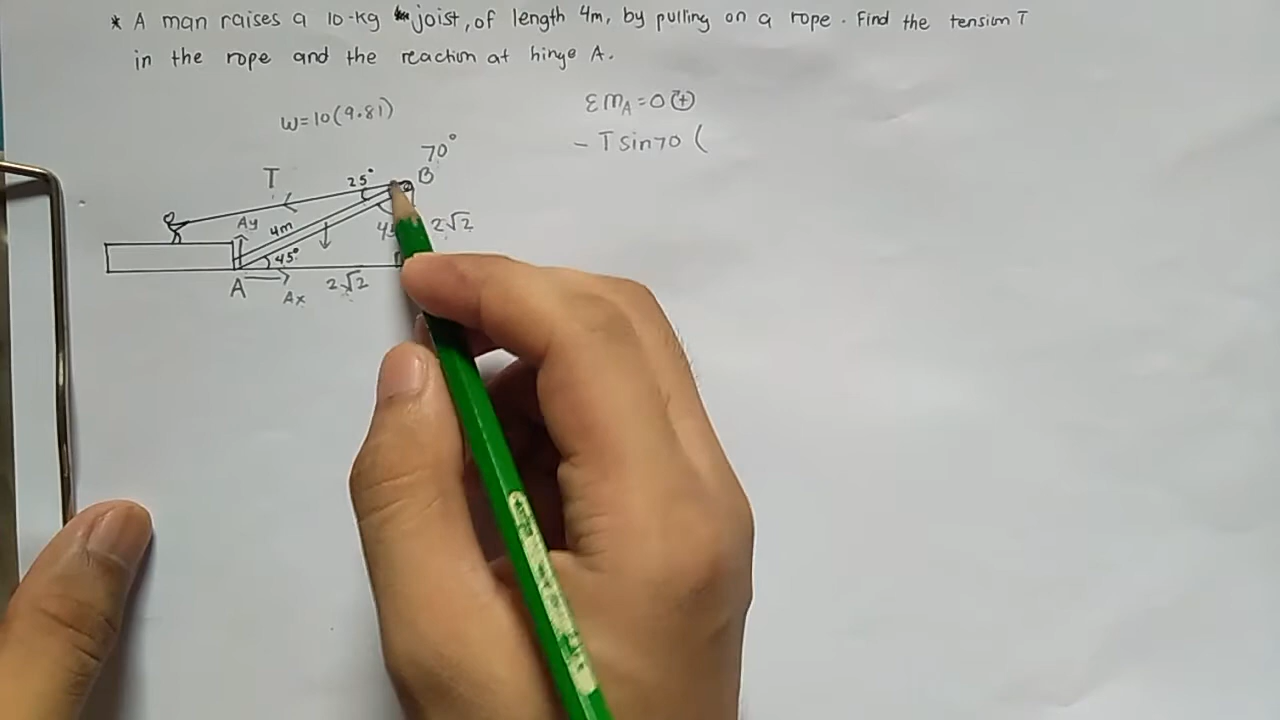 * A man raises a 10-kg joist, of length 4m, by pulling on a rope. Find the tension T
in the rope and the reaction at hinge A.
W=10(9.81)
ΣMA=0(+)
- Tsin70 (
70°
T
25°
B
Ay
4m
2√2
45°
A
Ax
2√2